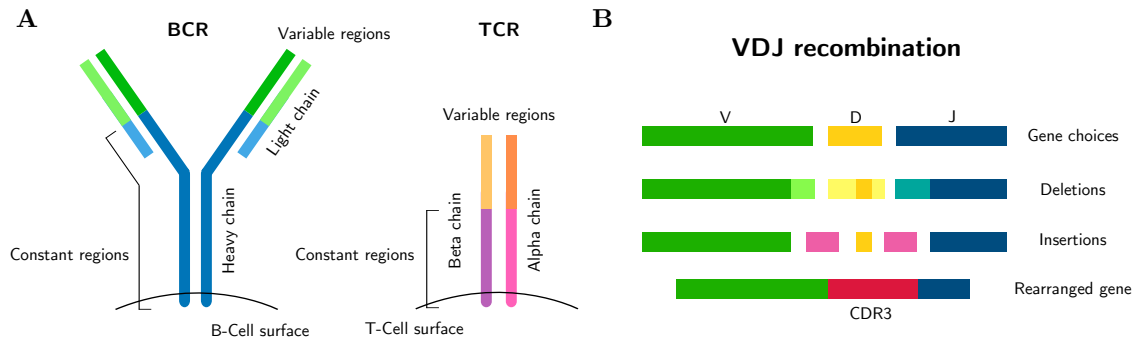 A
BCR
Variable regions
Light chain
Heavy chain
Constant regions
B-Cell surface
TCR
Variable regions
Beta chain
Alpha chain
Constant regions
T-Cell surface
B
VDJ recombination
V D J
Gene choices
Deletions
Insertions
Rearranged gene
CDR3